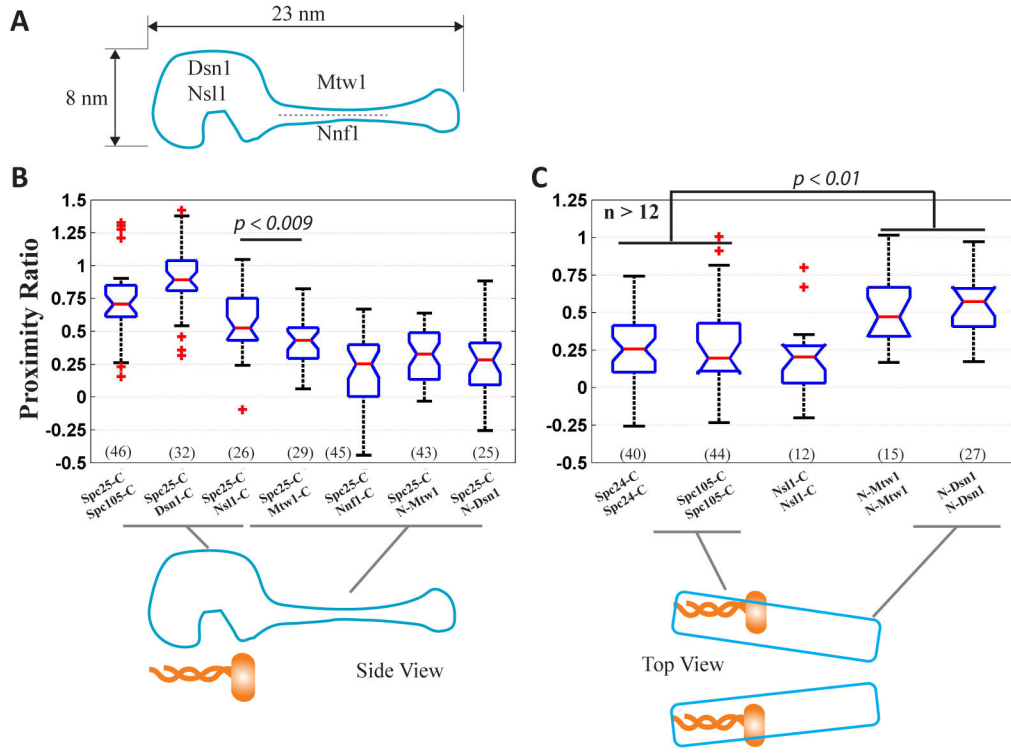 A
23 nm
8 nm
Dsn1
Nsl1
Mtw1
Nnf1
B
Proximity Ratio
1.5
1.25
1
0.75
0.5
0.25
0
-0.25
-0.5
p < 0.009
(46)
(32)
(26)
(29)
(45)
(43)
(25)
Spc25-C
Spc105-C
Spc25-C
Dsn1-C
Spc25-C
Nsl1-C
Spc25-C
Mtw1-C
Spc25-C
Nnf1-C
Spc25-C
N-Mtw1
Spc25-C
N-Dsn1
Side View
C
1.25
1
0.75
0.5
0.25
0
-0.25
-0.5
n > 12
p < 0.01
(40)
(44)
(12)
(15)
(27)
Spc24-C
Spc24-C
Spc105-C
Spc105-C
Nsl1-C
Nsl1-C
N-Mtw1
N-Mtw1
N-Dsn1
N-Dsn1
Top View